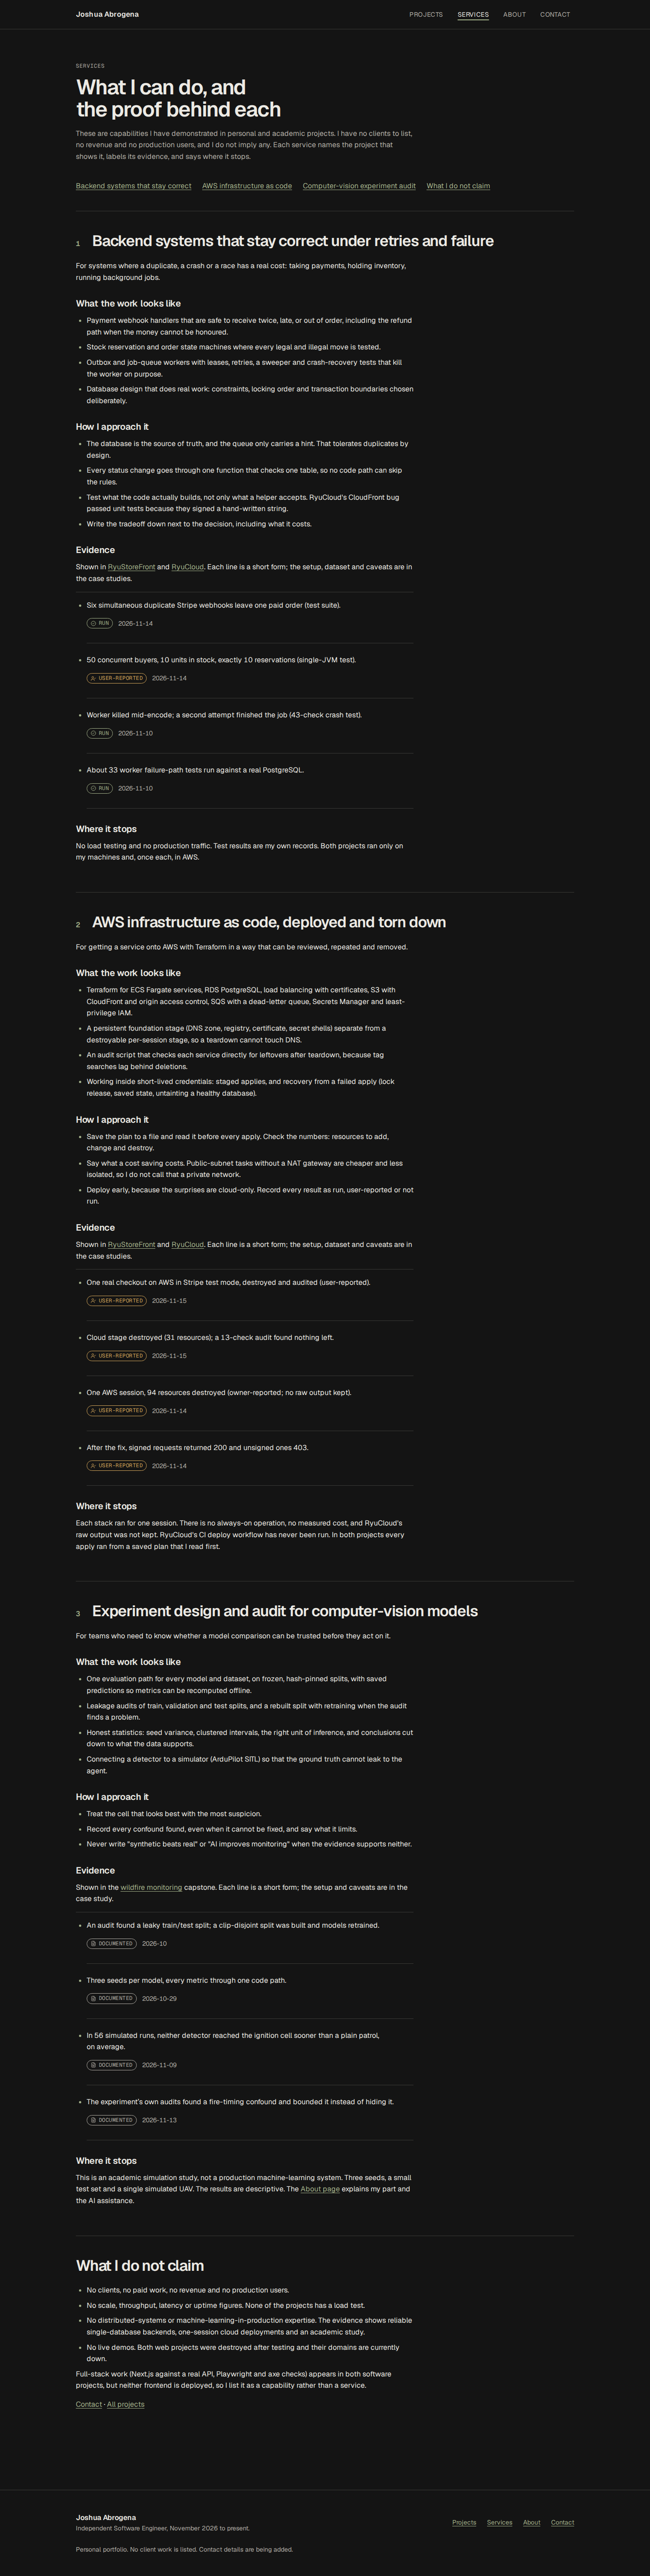 Joshua Abrogena
PROJECTS SERVICES ABOUT CONTACT
SERVICES
What I can do, and
the proof behind each
These are capabilities I have demonstrated in personal and academic projects. I have no clients to list,
no revenue and no production users, and I do not imply any. Each service names the project that
shows it, labels its evidence, and says where it stops.
Backend systems that stay correct AWS infrastructure as code Computer-vision experiment audit What I do not claim
1 Backend systems that stay correct under retries and failure
For systems where a duplicate, a crash or a race has a real cost: taking payments, holding inventory,
running background jobs.
What the work looks like
• Payment webhook handlers that are safe to receive twice, late, or out of order, including the refund
path when the money cannot be honoured.
• Stock reservation and order state machines where every legal and illegal move is tested.
• Outbox and job-queue workers with leases, retries, a sweeper and crash-recovery tests that kill
the worker on purpose.
• Database design that does real work: constraints, locking order and transaction boundaries chosen
deliberately.
How I approach it
• The database is the source of truth, and the queue only carries a hint. That tolerates duplicates by
design.
• Every status change goes through one function that checks one table, so no code path can skip
the rules.
• Test what the code actually builds, not only what a helper accepts. RyuCloud's CloudFront bug
passed unit tests because they signed a hand-written string.
• Write the tradeoff down next to the decision, including what it costs.
Evidence
Shown in RyuStoreFront and RyuCloud. Each line is a short form; the setup, dataset and caveats are in
the case studies.
• Six simultaneous duplicate Stripe webhooks leave one paid order (test suite).
RUN 2026-11-14
• 50 concurrent buyers, 10 units in stock, exactly 10 reservations (single-JVM test).
USER-REPORTED 2026-11-14
• Worker killed mid-encode; a second attempt finished the job (43-check crash test).
RUN 2026-11-10
• About 33 worker failure-path tests run against a real PostgreSQL.
RUN 2026-11-10
Where it stops
No load testing and no production traffic. Test results are my own records. Both projects ran only on
my machines and, once each, in AWS.
2 AWS infrastructure as code, deployed and torn down
For getting a service onto AWS with Terraform in a way that can be reviewed, repeated and removed.
What the work looks like
• Terraform for ECS Fargate services, RDS PostgreSQL, load balancing with certificates, S3 with
CloudFront and origin access control, SQS with a dead-letter queue, Secrets Manager and least-
privilege IAM.
• A persistent foundation stage (DNS zone, registry, certificate, secret shells) separate from a
destroyable per-session stage, so a teardown cannot touch DNS.
• An audit script that checks each service directly for leftovers after teardown, because tag
searches lag behind deletions.
• Working inside short-lived credentials: staged applies, and recovery from a failed apply (lock
release, saved state, untainting a healthy database).
How I approach it
• Save the plan to a file and read it before every apply. Check the numbers: resources to add,
change and destroy.
• Say what a cost saving costs. Public-subnet tasks without a NAT gateway are cheaper and less
isolated, so I do not call that a private network.
• Deploy early, because the surprises are cloud-only. Record every result as run, user-reported or not
run.
Evidence
Shown in RyuStoreFront and RyuCloud. Each line is a short form; the setup, dataset and caveats are in
the case studies.
• One real checkout on AWS in Stripe test mode, destroyed and audited (user-reported).
USER-REPORTED 2026-11-15
• Cloud stage destroyed (31 resources); a 13-check audit found nothing left.
USER-REPORTED 2026-11-15
• One AWS session, 94 resources destroyed (owner-reported; no raw output kept).
USER-REPORTED 2026-11-14
• After the fix, signed requests returned 200 and unsigned ones 403.
USER-REPORTED 2026-11-14
Where it stops
Each stack ran for one session. There is no always-on operation, no measured cost, and RyuCloud's
raw output was not kept. RyuCloud's CI deploy workflow has never been run. In both projects every
apply ran from a saved plan that I read first.
3 Experiment design and audit for computer-vision models
For teams who need to know whether a model comparison can be trusted before they act on it.
What the work looks like
• One evaluation path for every model and dataset, on frozen, hash-pinned splits, with saved
predictions so metrics can be recomputed offline.
• Leakage audits of train, validation and test splits, and a rebuilt split with retraining when the audit
finds a problem.
• Honest statistics: seed variance, clustered intervals, the right unit of inference, and conclusions cut
down to what the data supports.
• Connecting a detector to a simulator (ArduPilot SITL) so that the ground truth cannot leak to the
agent.
How I approach it
• Treat the cell that looks best with the most suspicion.
• Record every confound found, even when it cannot be fixed, and say what it limits.
• Never write "synthetic beats real" or "AI improves monitoring" when the evidence supports neither.
Evidence
Shown in the wildfire monitoring capstone. Each line is a short form; the setup and caveats are in the
case study.
• An audit found a leaky train/test split; a clip-disjoint split was built and models retrained.
DOCUMENTED 2026-10
• Three seeds per model, every metric through one code path.
DOCUMENTED 2026-10-29
• In 56 simulated runs, neither detector reached the ignition cell sooner than a plain patrol,
on average.
DOCUMENTED 2026-11-09
• The experiment's own audits found a fire-timing confound and bounded it instead of hiding it.
DOCUMENTED 2026-11-13
Where it stops
This is an academic simulation study, not a production machine-learning system. Three seeds, a small
test set and a single simulated UAV. The results are descriptive. The About page explains my part and
the AI assistance.
What I do not claim
• No clients, no paid work, no revenue and no production users.
• No scale, throughput, latency or uptime figures. None of the projects has a load test.
• No distributed-systems or machine-learning-in-production expertise. The evidence shows reliable
single-database backends, one-session cloud deployments and an academic study.
• No live demos. Both web projects were destroyed after testing and their domains are currently
down.
Full-stack work (Next.js against a real API, Playwright and axe checks) appears in both software
projects, but neither frontend is deployed, so I list it as a capability rather than a service.
Contact · All projects
Joshua Abrogena
Independent Software Engineer, November 2026 to present.
Projects Services About Contact
Personal portfolio. No client work is listed. Contact details are being added.